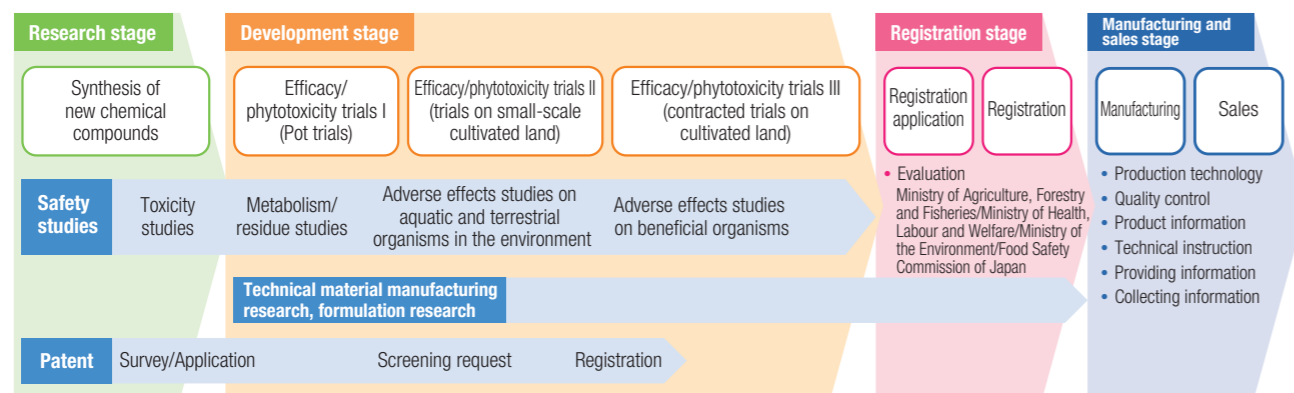 Research stage
Development stage
Registration stage
Manufacturing and
sales stage
Synthesis of
new chemical
compounds
Efficacy/
phytotoxicity trials I
(Pot trials)
Efficacy/phytotoxicity trials II
(trials on small-scale
cultivated land)
Efficacy/phytotoxicity trials III
(contracted trials on
cultivated land)
Registration
application
Registration
Manufacturing
Sales
Safety
studies
Toxicity
studies
Metabolism/
residue studies
Adverse effects studies on
aquatic and terrestrial
organisms in the environment
Adverse effects studies
on beneficial organisms
• Evaluation
Ministry of Agriculture, Forestry
and Fisheries/Ministry of Health,
Labour and Welfare/Ministry of
the Environment/Food Safety
Commission of Japan
• Production technology
• Quality control
• Product information
• Technical instruction
• Providing information
• Collecting information
Technical material manufacturing
research, formulation research
Patent
Survey/Application
Screening request
Registration